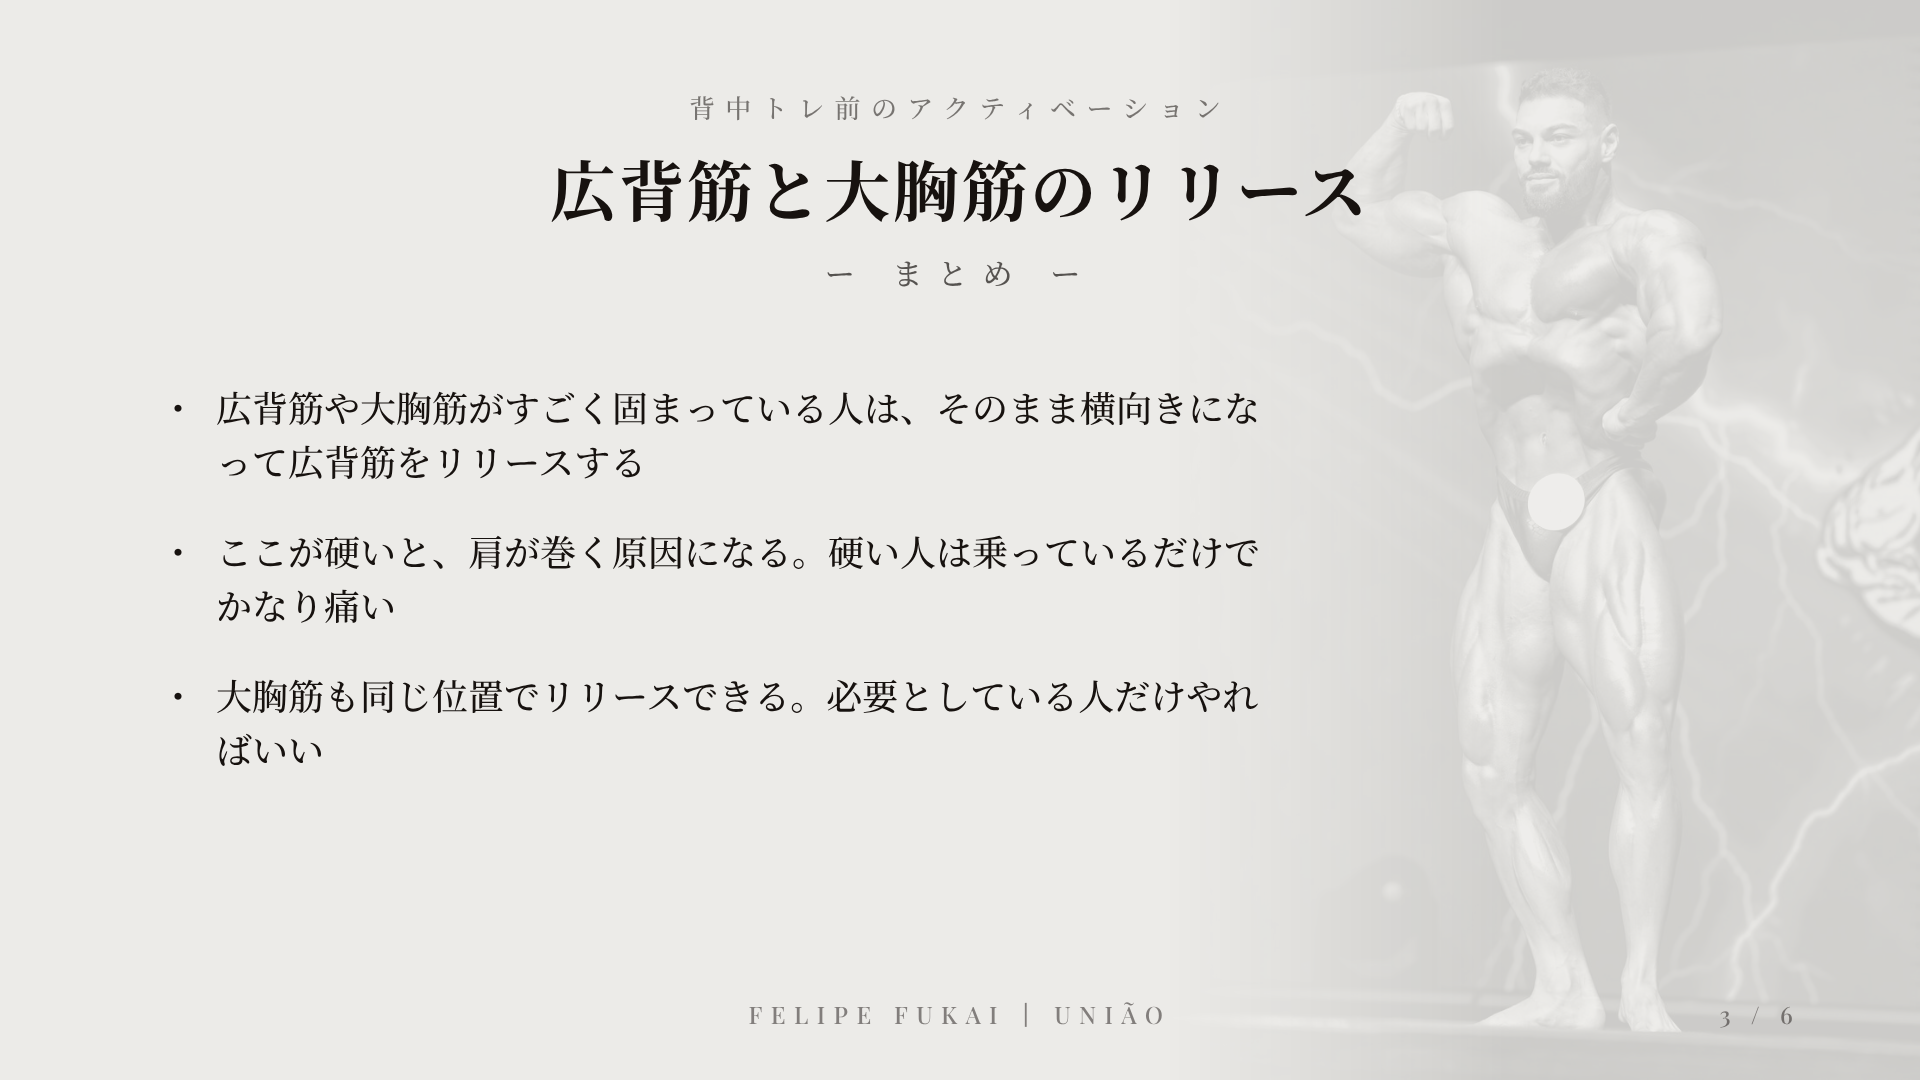 背中トレ前のアクティベーション
広背筋と大胸筋のリリース
ー まとめ ー
・ 広背筋や大胸筋がすごく固まっている人は、そのまま横向きにな
って広背筋をリリースする
・ ここが硬いと、肩が巻く原因になる。硬い人は乗っているだけで
かなり痛い
・ 大胸筋も同じ位置でリリースできる。必要としている人だけやれ
ばいい
FELIPE FUKAI | UNIÃO
3 / 6